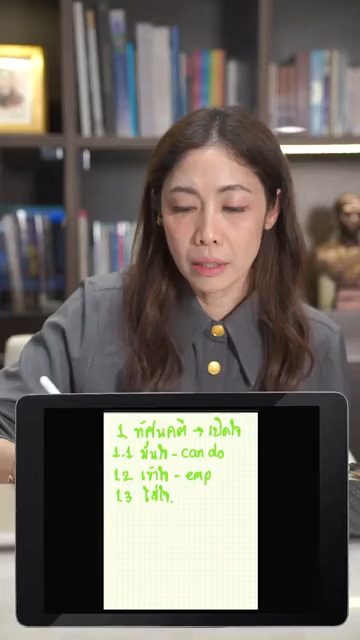 1. ทัศนคติ → เปิดใจ
1.1 มั่นใจ - can do
1.2 เข้าใจ - emp
1.3 ใส่ใจ.